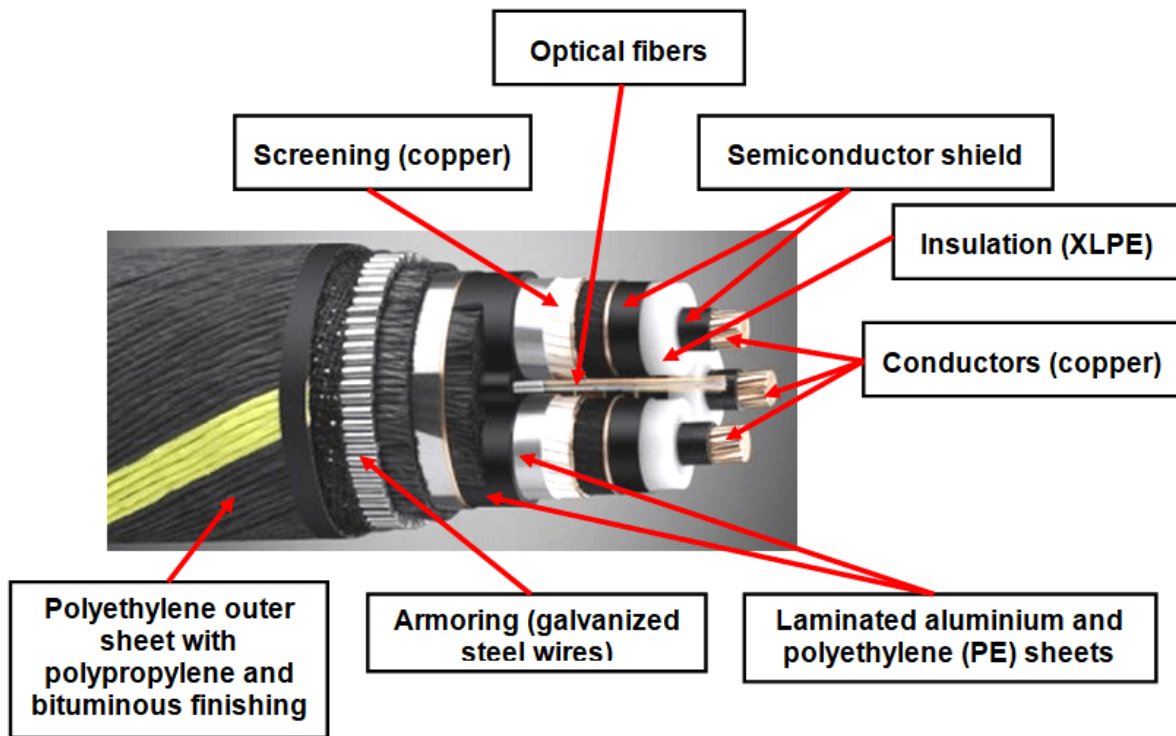 Optical fibers
Screening (copper)
Semiconductor shield
Insulation (XLPE)
Conductors (copper)
Polyethylene outer
sheet with
polypropylene and
bituminous finishing
Armoring (galvanized
steel wires)
Laminated aluminium and
polyethylene (PE) sheets